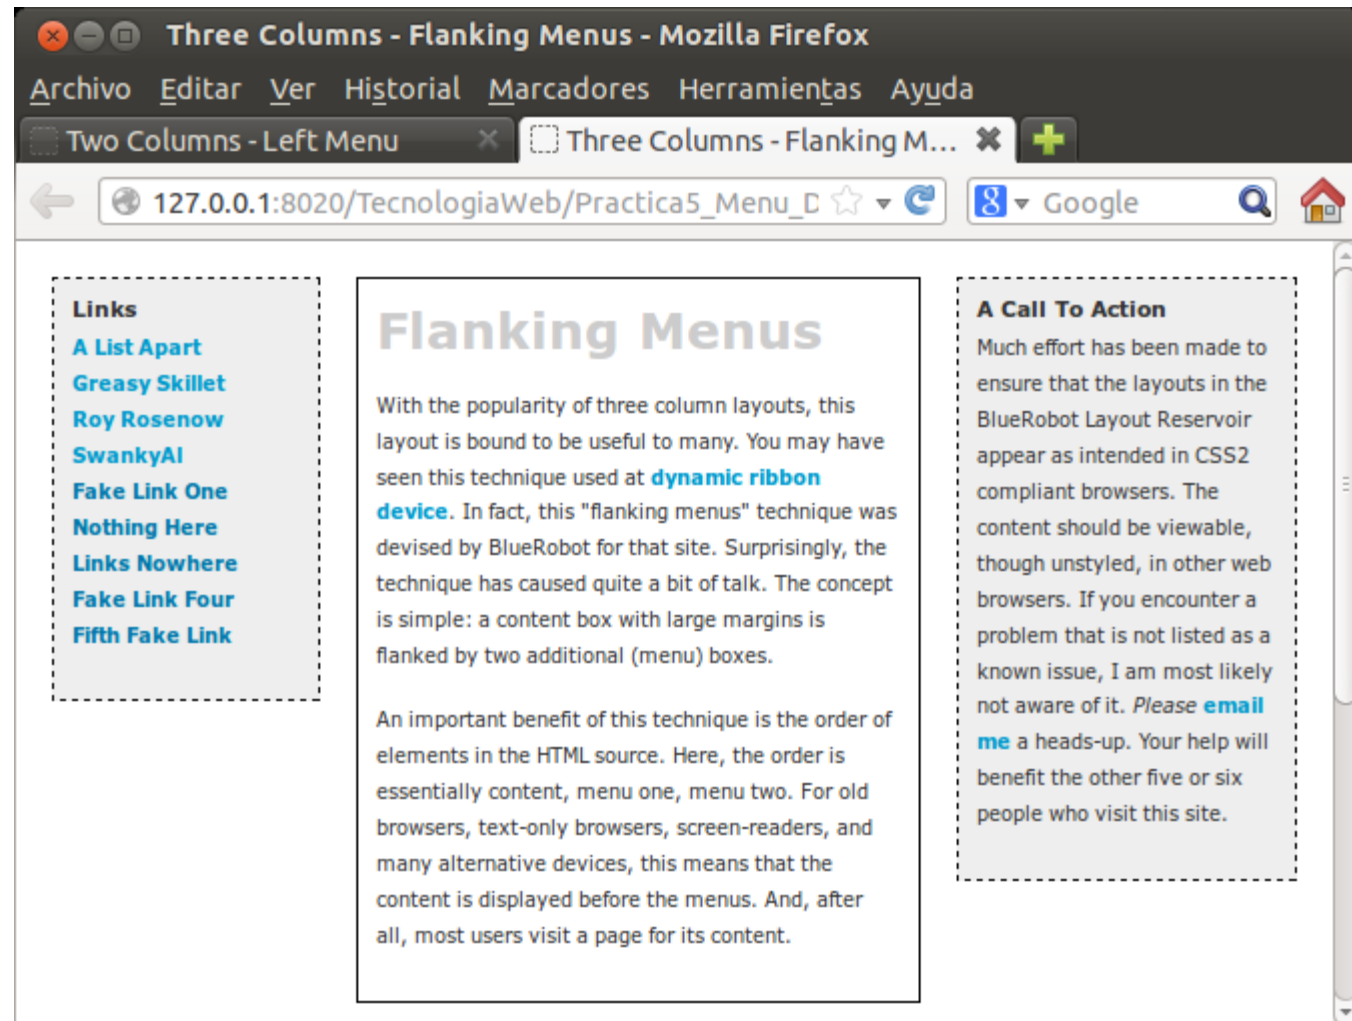 Three Columns - Flanking Menus - Mozilla Firefox
Archivo Editar Ver Historial Marcadores Herramientas Ayuda
Two Columns - Left Menu
Three Columns - Flanking M...
127.0.0.1:8020/TecnologiaWeb/Practica5_Menu_D
Google
Links
A List Apart
Greasy Skillet
Roy Rosenow
SwankyAI
Fake Link One
Nothing Here
Links Nowhere
Fake Link Four
Fifth Fake Link
Flanking Menus
With the popularity of three column layouts, this
layout is bound to be useful to many. You may have
seen this technique used at dynamic ribbon
device. In fact, this "flanking menus" technique was
devised by BlueRobot for that site. Surprisingly, the
technique has caused quite a bit of talk. The concept
is simple: a content box with large margins is
flanked by two additional (menu) boxes.
An important benefit of this technique is the order of
elements in the HTML source. Here, the order is
essentially content, menu one, menu two. For old
browsers, text-only browsers, screen-readers, and
many alternative devices, this means that the
content is displayed before the menus. And, after
all, most users visit a page for its content.
A Call To Action
Much effort has been made to
ensure that the layouts in the
BlueRobot Layout Reservoir
appear as intended in CSS2
compliant browsers. The
content should be viewable,
though unstyled, in other web
browsers. If you encounter a
problem that is not listed as a
known issue, I am most likely
not aware of it. Please email
me a heads-up. Your help will
benefit the other five or six
people who visit this site.